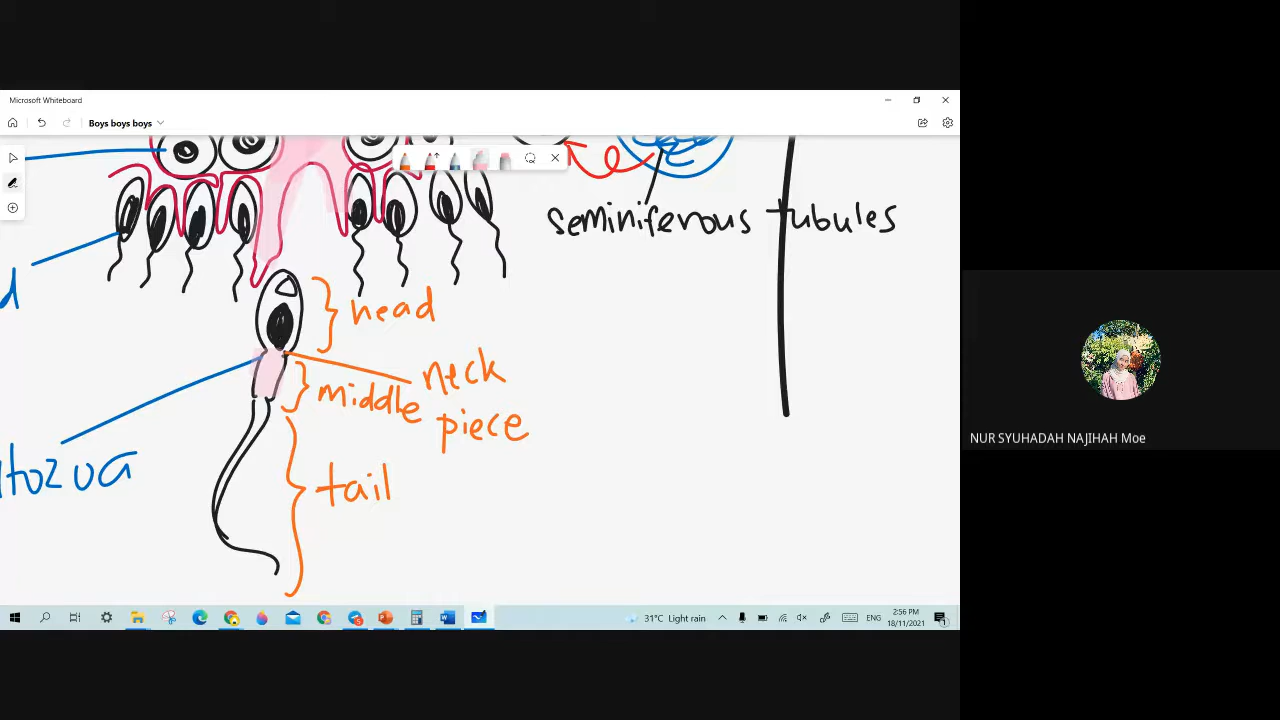 Microsoft Whiteboard
Boys boys boys
seminiferous tubules
d
head
neck
middle
piece
tail
tozoa
NUR SYUHADAH NAJIHAH Moe
31°C Light rain
ENG
2:56 PM
18/11/2021